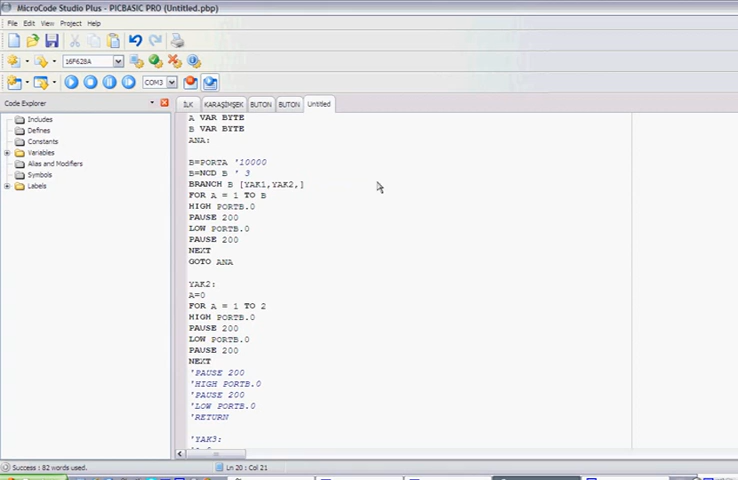 MicroCode Studio Plus - PICBASIC PRO (Untitled.pbp)
File Edit View Project Help
16F628A
COM3
Code Explorer
İLK KARAŞİMŞEK BUTON BUTON Untitled
Includes
Defines
Constants
Variables
Alias and Modifiers
Symbols
Labels
A VAR BYTE
B VAR BYTE
ANA:
B=PORTA '10000
B=NCD B ' 3
BRANCH B [YAK1,YAK2,]
FOR A = 1 TO B
HIGH PORTB.0
PAUSE 200
LOW PORTB.0
PAUSE 200
NEXT
GOTO ANA
YAK2:
A=0
FOR A = 1 TO 2
HIGH PORTB.0
PAUSE 200
LOW PORTB.0
PAUSE 200
NEXT
'PAUSE 200
'HIGH PORTB.0
'PAUSE 200
'LOW PORTB.0
'RETURN
'YAK3:
Success : 82 words used.
Ln 20 : Col 21